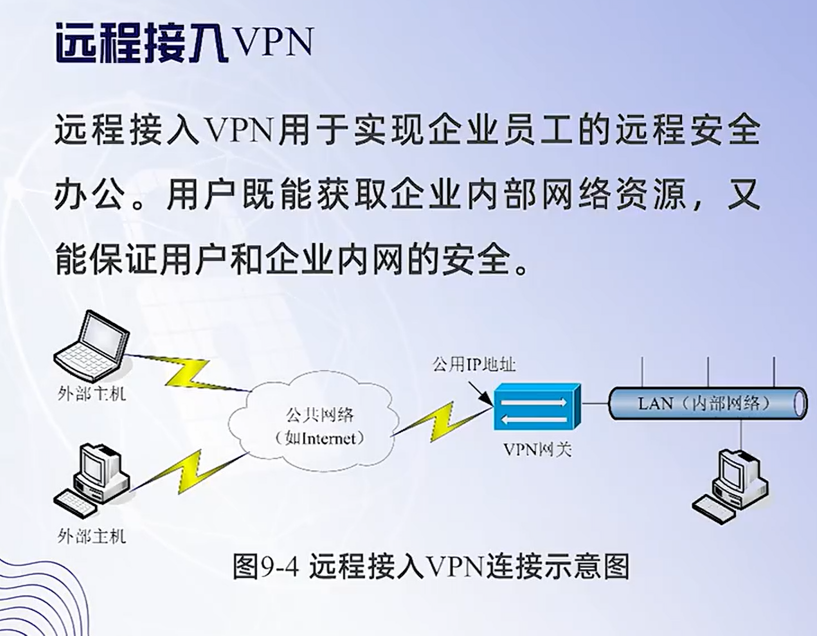 远程接入VPN
远程接入VPN用于实现企业员工的远程安全
办公。用户既能获取企业内部网络资源，又
能保证用户和企业内网的安全。
外部主机
公共网络
（如Internet）
公用IP地址
VPN网关
LAN（内部网络）
外部主机
图9-4 远程接入VPN连接示意图